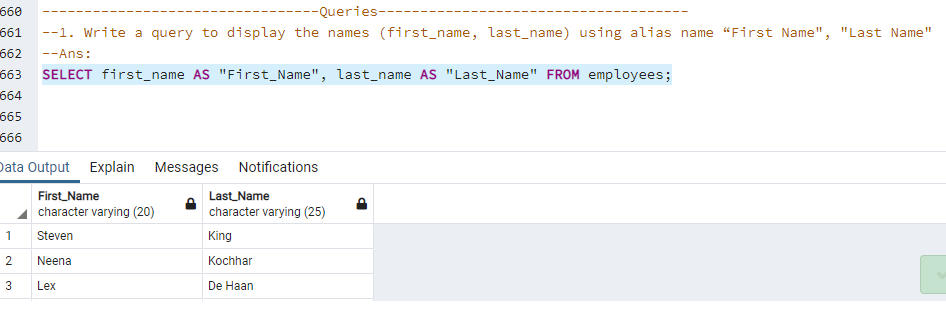 660 ---------------------------------Queries-------------------------------------
661 --1. Write a query to display the names (first_name, last_name) using alias name “First Name", "Last Name"
662 --Ans:
663 SELECT first_name AS "First_Name", last_name AS "Last_Name" FROM employees;
664
665
666
Data Output Explain Messages Notifications
First_Name Last_Name
character varying (20) character varying (25)
1 Steven King
2 Neena Kochhar
3 Lex De Haan